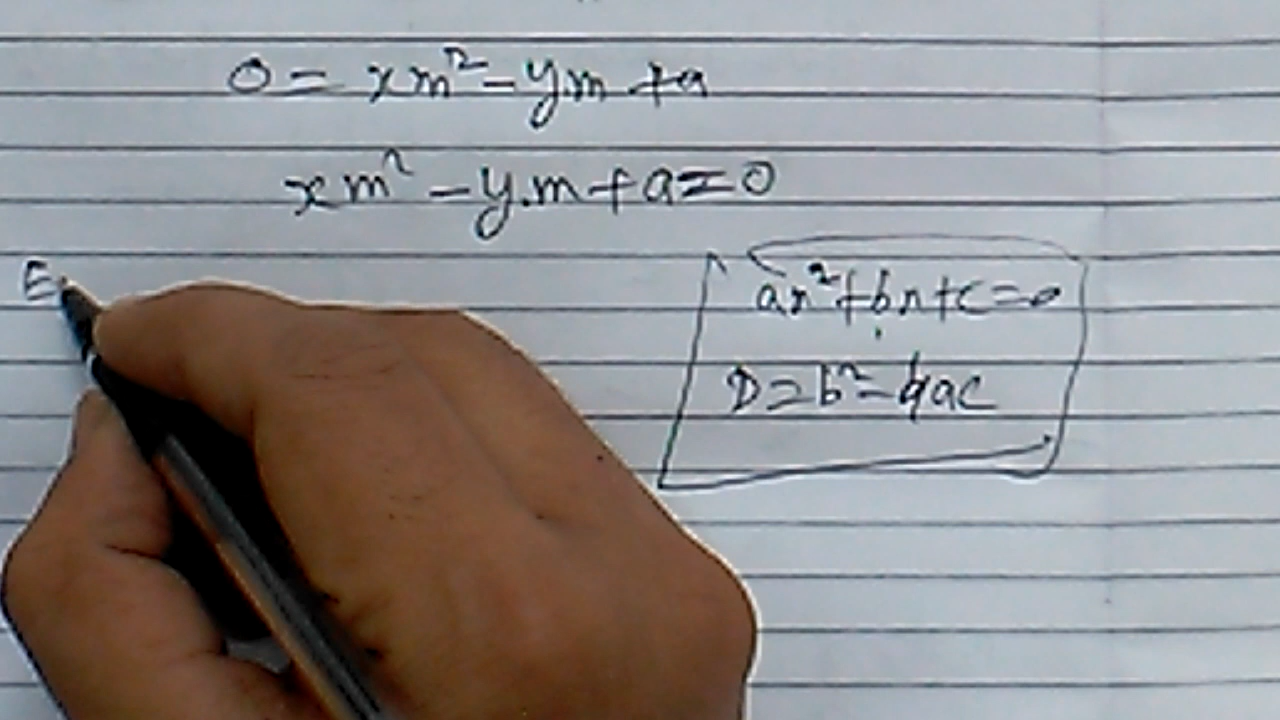 0 = xm² - y.m + a
xm² - y.m + a = 0
E
ax² + bx + c = 0
D = b² - 4ac